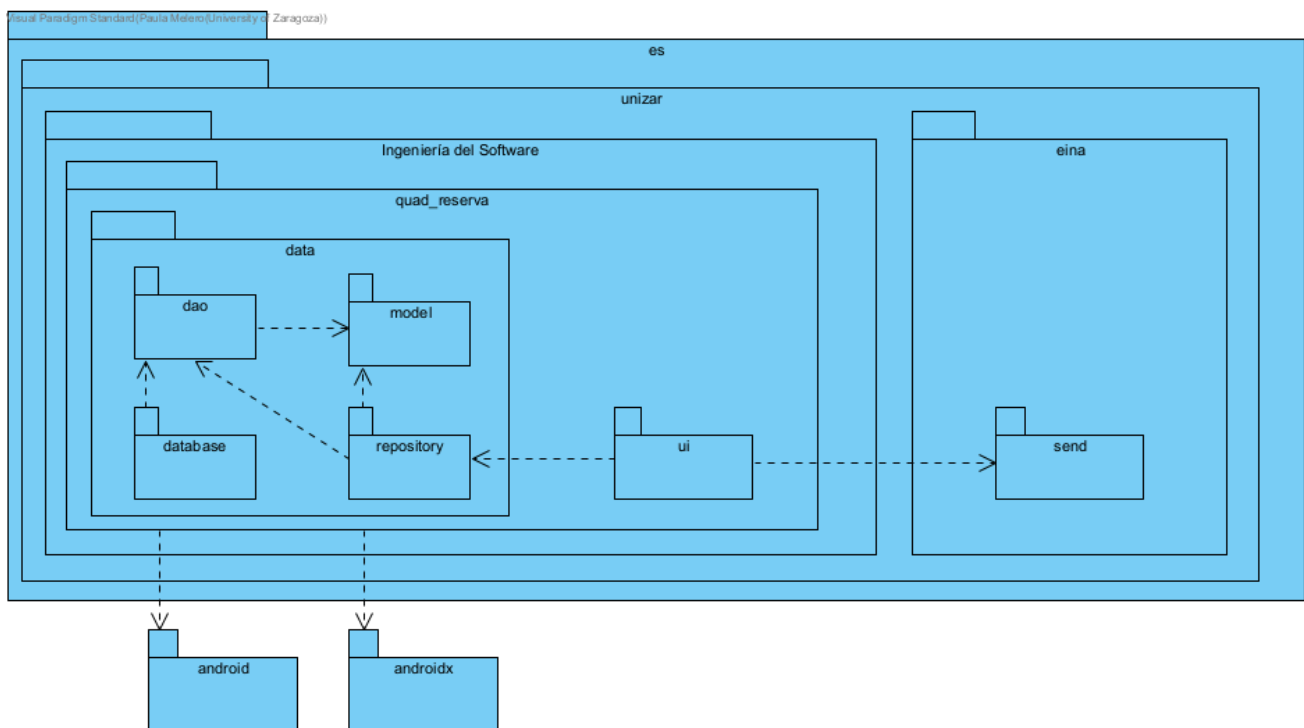 Visual Paradigm Standard(Paula Melero(University of Zaragoza))
es
unizar
Ingeniería del Software
eina
quad_reserva
data
dao
model
database
repository
ui
send
android
androidx